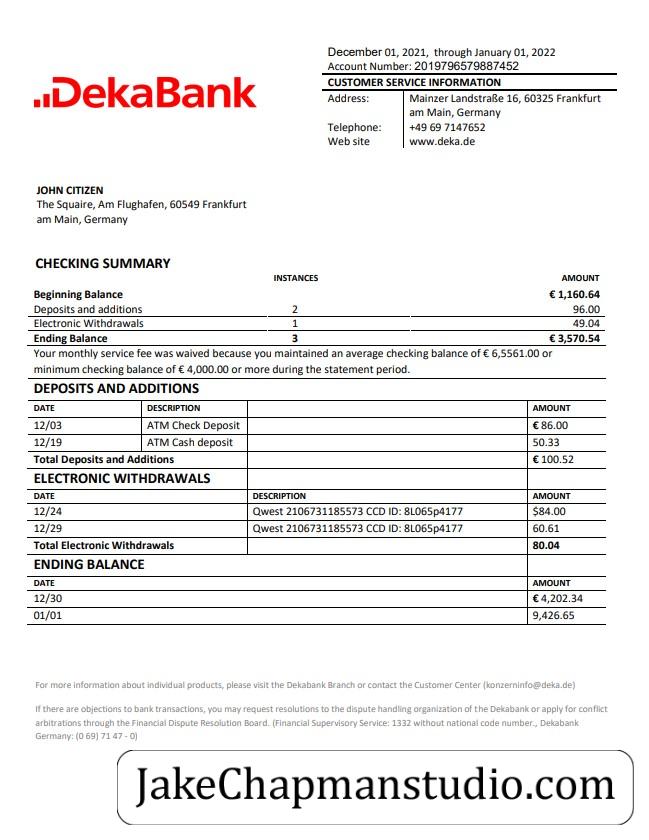 December 01, 2021, through January 01, 2022
Account Number: 2019796579887452
DekaBank
CUSTOMER SERVICE INFORMATION
Address: Mainzer Landstraße 16, 60325 Frankfurt
am Main, Germany
Telephone: +49 69 7147652
Web site www.deka.de
JOHN CITIZEN
The Squaire, Am Flughafen, 60549 Frankfurt
am Main, Germany
CHECKING SUMMARY
INSTANCES AMOUNT
Beginning Balance € 1,160.64
Deposits and additions 2 96.00
Electronic Withdrawals 1 49.04
Ending Balance 3 € 3,570.54
Your monthly service fee was waived because you maintained an average checking balance of € 6,5561.00 or
minimum checking balance of € 4,000.00 or more during the statement period.
DEPOSITS AND ADDITIONS
DATE DESCRIPTION AMOUNT
12/03 ATM Check Deposit € 86.00
12/19 ATM Cash deposit 50.33
Total Deposits and Additions € 100.52
ELECTRONIC WITHDRAWALS
DATE DESCRIPTION AMOUNT
12/24 Qwest 2106731185573 CCD ID: 8L065p4177 $84.00
12/29 Qwest 2106731185573 CCD ID: 8L065p4177 60.61
Total Electronic Withdrawals 80.04
ENDING BALANCE
DATE AMOUNT
12/30 € 4,202.34
01/01 9,426.65
For more information about individual products, please visit the Dekabank Branch or contact the Customer Center (konzerninfo@deka.de)
If there are objections to bank transactions, you may request resolutions to the dispute handling organization of the Dekabank or apply for conflict
arbitrations through the Financial Dispute Resolution Board. (Financial Supervisory Service: 1332 without national code number., Dekabank
Germany: (0 69) 71 47 - 0)
JakeChapmanstudio.com